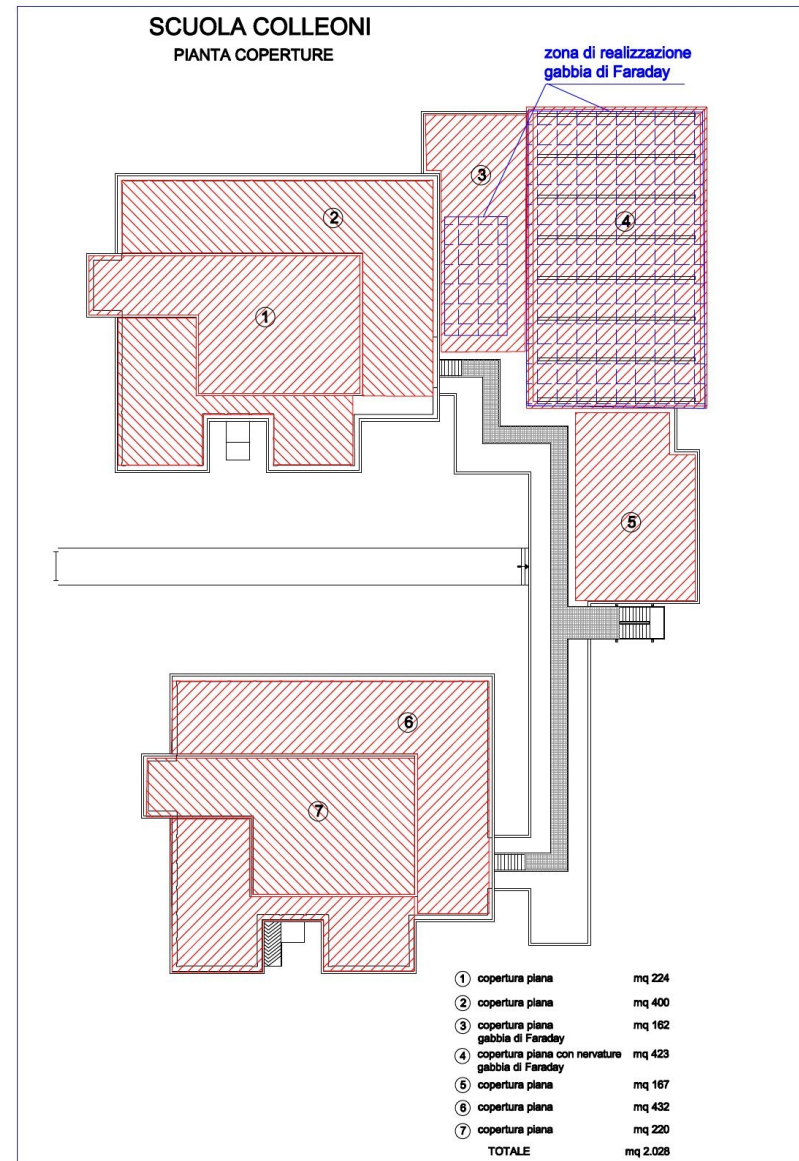 SCUOLA COLLEONI
PIANTA COPERTURE
zona di realizzazione
gabbia di Faraday
3
4
2
1
5
6
7
1 copertura piana mq 224
2 copertura piana mq 400
3 copertura piana mq 162
gabbia di Faraday
4 copertura piana con nervature mq 423
gabbia di Faraday
5 copertura piana mq 167
6 copertura piana mq 432
7 copertura piana mq 220
TOTALE mq 2.028